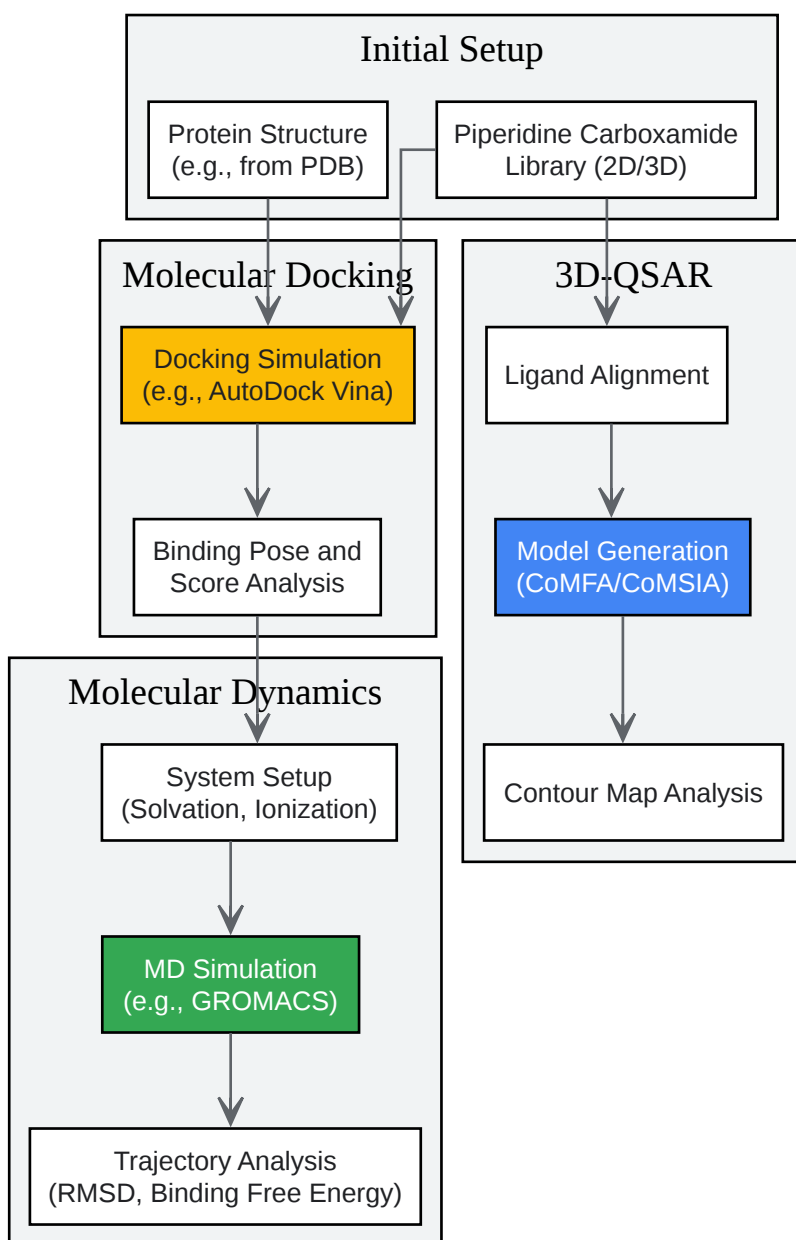 Initial Setup
Protein Structure
(e.g., from PDB)
Piperidine Carboxamide
Library (2D/3D)
Molecular Docking
Docking Simulation
(e.g., AutoDock Vina)
Binding Pose and
Score Analysis
3D-QSAR
Ligand Alignment
Model Generation
(CoMFA/CoMSIA)
Contour Map Analysis
Molecular Dynamics
System Setup
(Solvation, Ionization)
MD Simulation
(e.g., GROMACS)
Trajectory Analysis
(RMSD, Binding Free Energy)